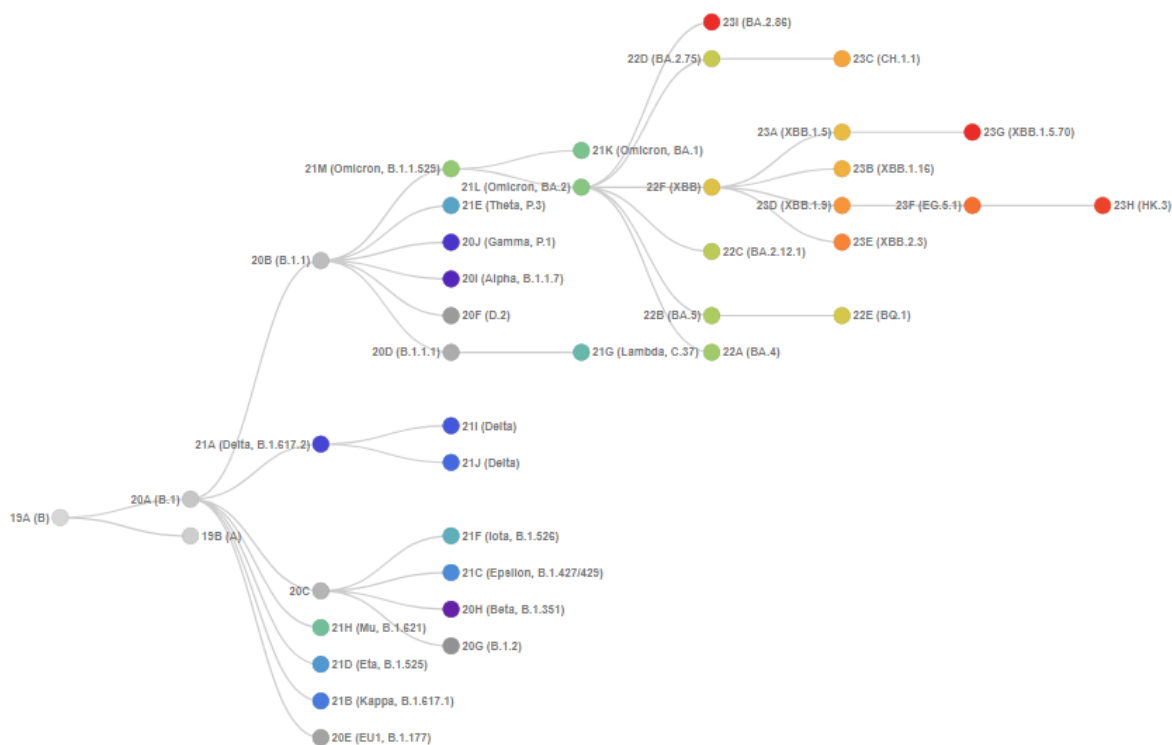 23I (BA.2.86)
22D (BA.2.75)
23C (CH.1.1)
23A (XBB.1.5)
23G (XBB.1.5.70)
21K (Omicron, BA.1)
21M (Omicron, B.1.1.529)
23B (XBB.1.16)
21L (Omicron, BA.2)
22F (XBB)
21E (Theta, P.3)
23D (XBB.1.9)
23F (EG.5.1)
23H (HK.3)
20J (Gamma, P.1)
23E (XBB.2.3)
22C (BA.2.12.1)
20B (B.1.1)
20I (Alpha, B.1.1.7)
20F (D.2)
22B (BA.5)
22E (BQ.1)
20D (B.1.1.1)
21G (Lambda, C.37)
22A (BA.4)
21I (Delta)
21A (Delta, B.1.617.2)
21J (Delta)
20A (B.1)
19A (B)
19B (A)
21F (Iota, B.1.526)
21C (Epsilon, B.1.427/429)
20C
20H (Beta, B.1.351)
21H (Mu, B.1.621)
20G (B.1.2)
21D (Eta, B.1.525)
21B (Kappa, B.1.617.1)
20E (EU1, B.1.177)